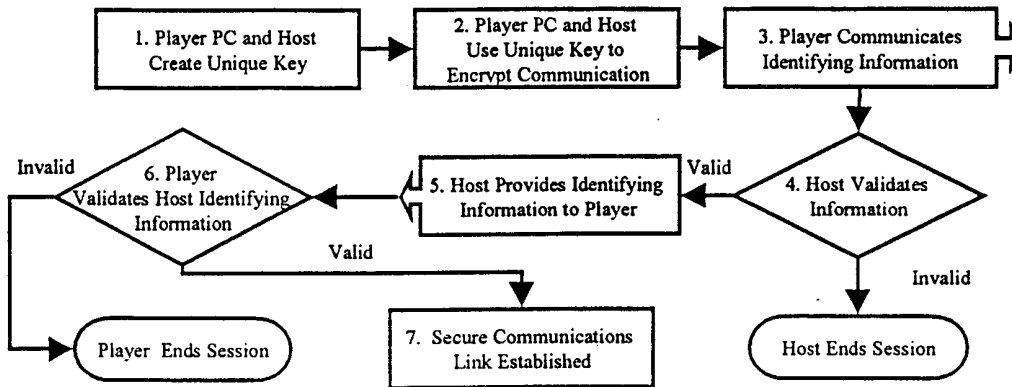 1. Player PC and Host
Create Unique Key
2. Player PC and Host
Use Unique Key to
Encrypt Communication
3. Player Communicates
Identifying Information
4. Host Validates
Information
Valid
Invalid
5. Host Provides Identifying
Information to Player
6. Player
Validates Host Identifying
Information
Invalid
Valid
7. Secure Communications
Link Established
Player Ends Session
Host Ends Session